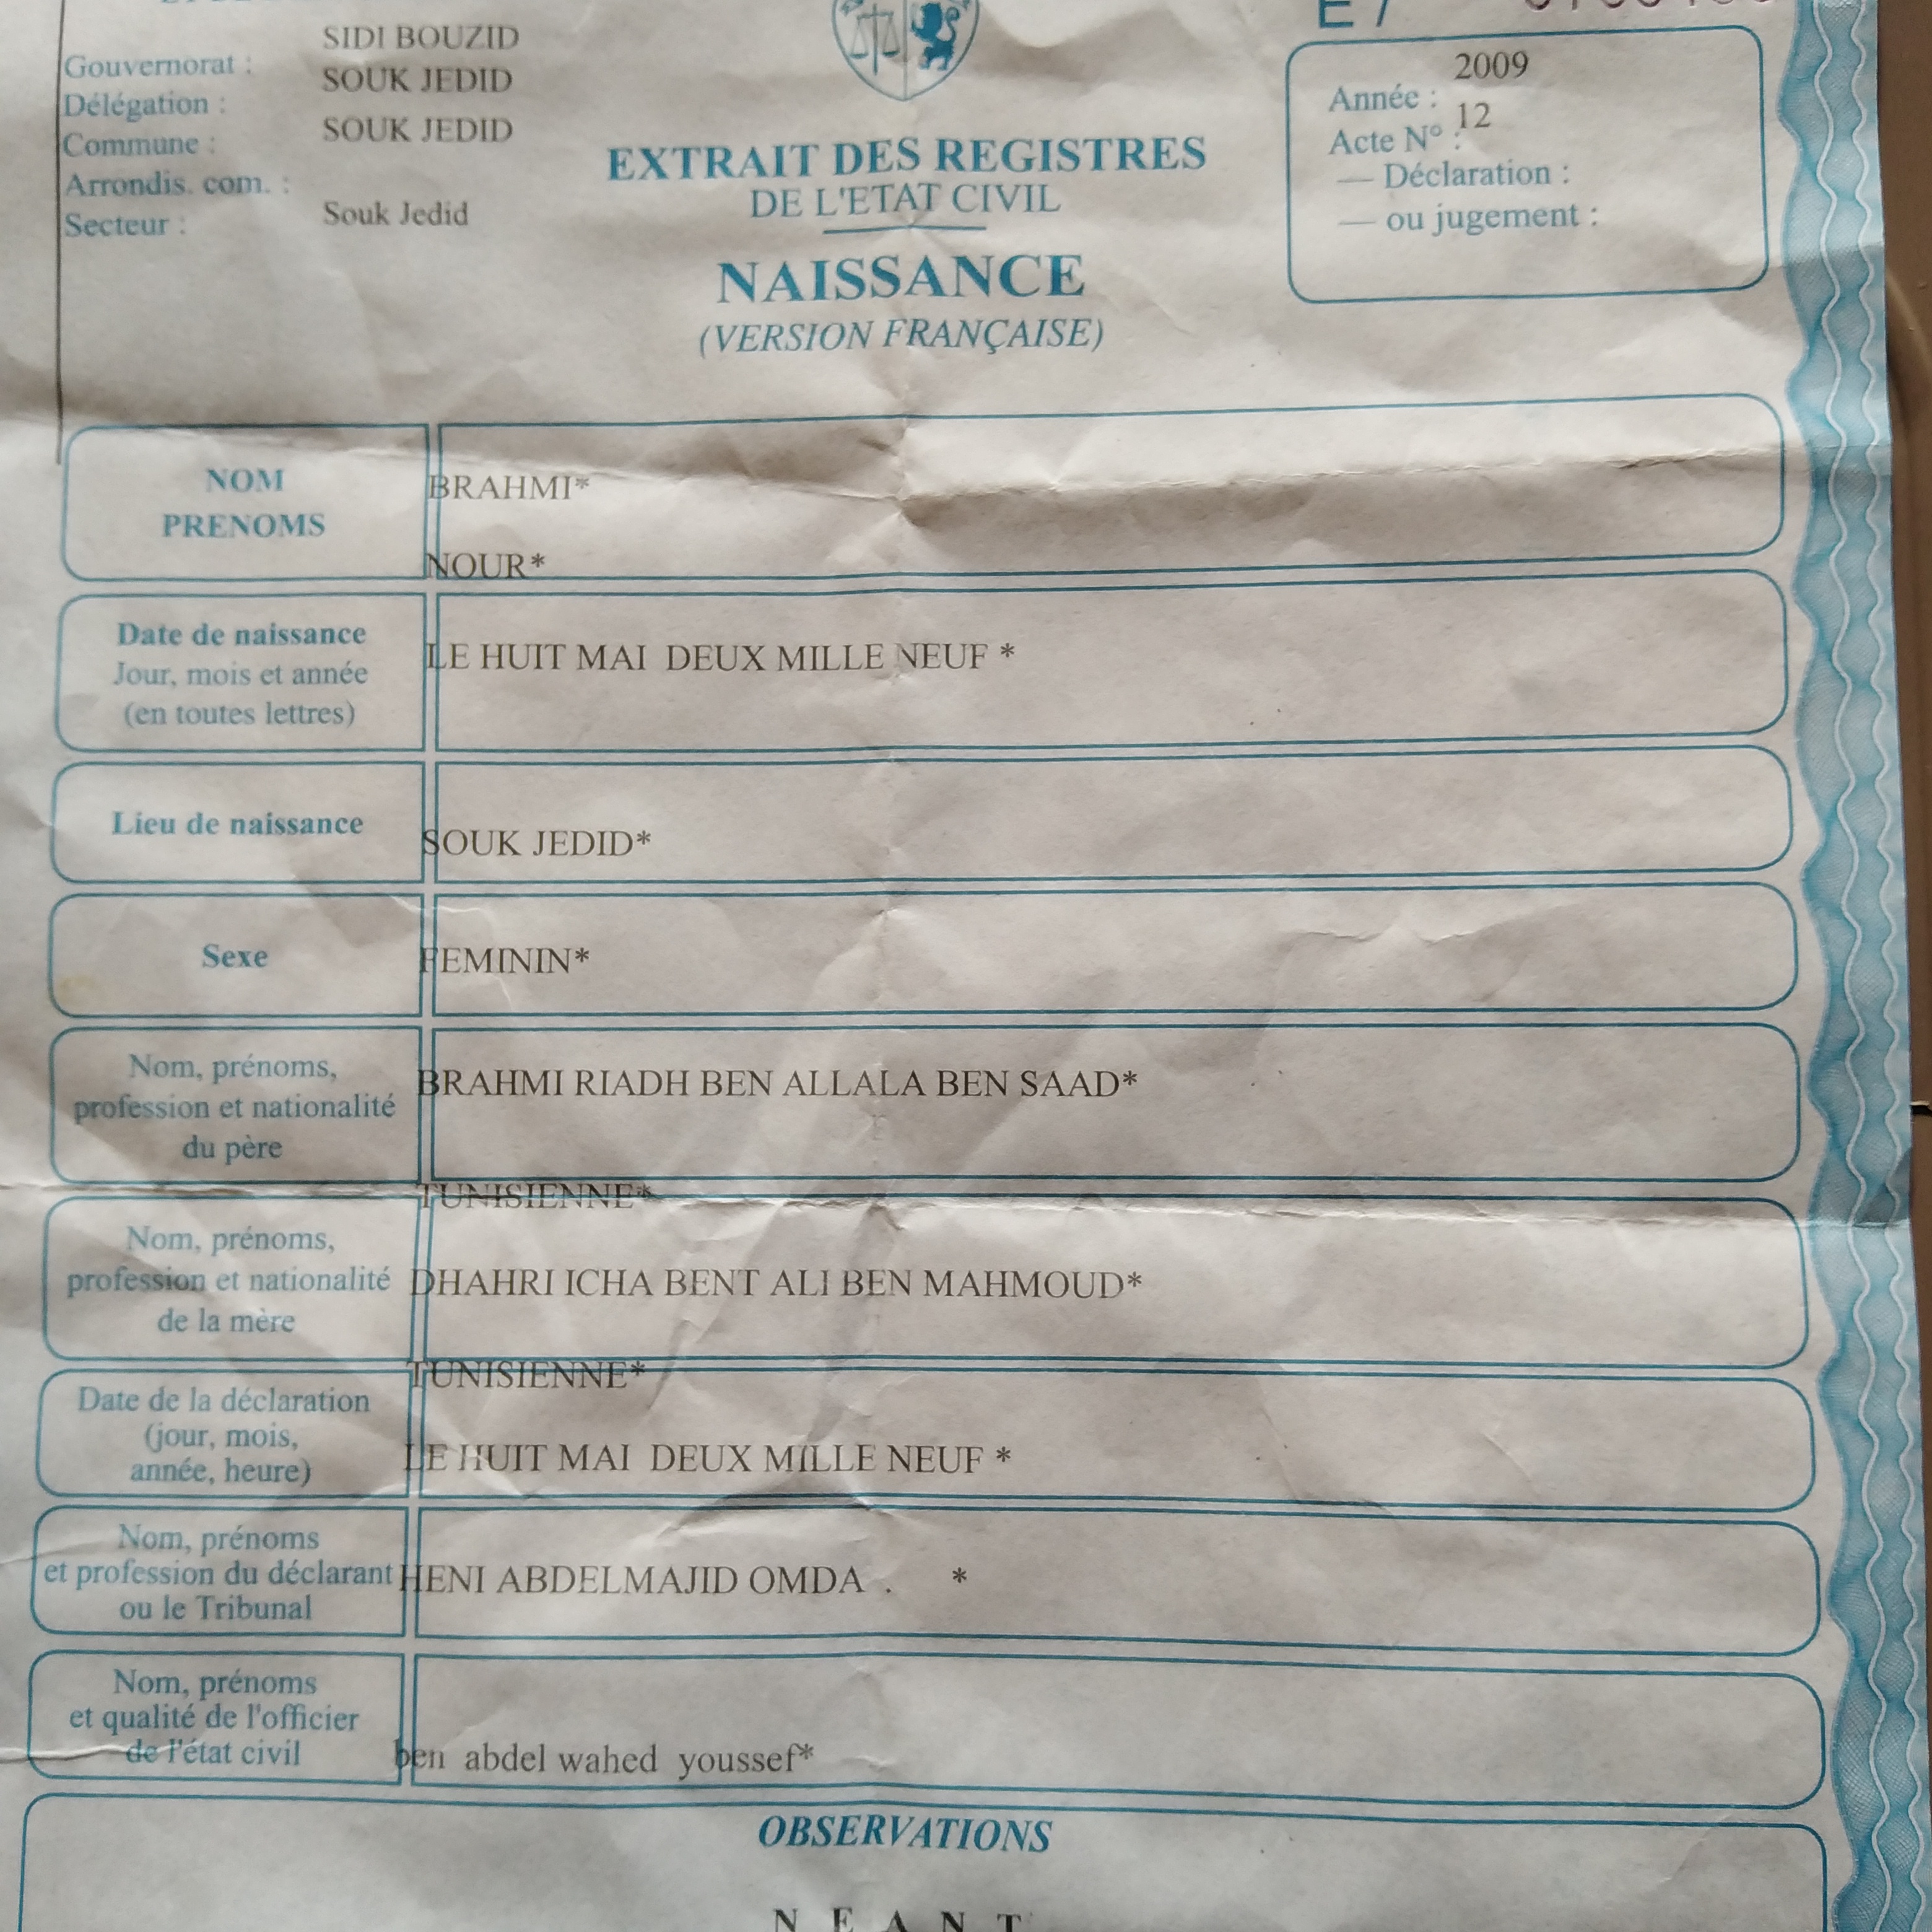 SIDI BOUZID
Gouvernorat :
SOUK JEDID
Délégation :
SOUK JEDID
Commune :
Arrondis. com. :
Secteur : Souk Jedid
EXTRAIT DES REGISTRES
DE L'ETAT CIVIL
NAISSANCE
(VERSION FRANÇAISE)
E7
2009
Année :
12
Acte N° :
— Déclaration :
— ou jugement :
NOM
PRENOMS
BRAHMI*
NOUR*
Date de naissance
Jour, mois et année
(en toutes lettres)
LE HUIT MAI DEUX MILLE NEUF *
Lieu de naissance
SOUK JEDID*
Sexe
FEMININ*
Nom, prénoms,
profession et nationalité
du père
BRAHMI RIADH BEN ALLALA BEN SAAD*
TUNISIENNE*
Nom, prénoms,
profession et nationalité
de la mère
DHAHRI ICHA BENT ALI BEN MAHMOUD*
TUNISIENNE*
Date de la déclaration
(jour, mois,
année, heure)
LE HUIT MAI DEUX MILLE NEUF *
Nom, prénoms
et profession du déclarant
ou le Tribunal
HENI ABDELMAJID OMDA . *
Nom, prénoms
et qualité de l'officier
de l'état civil
ben abdel wahed youssef*
OBSERVATIONS
N E A N T